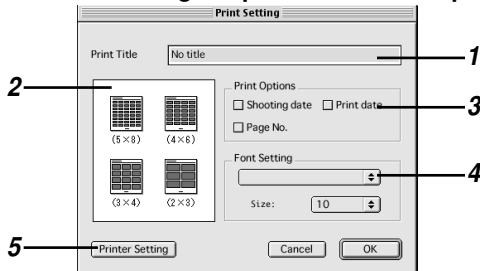 Print Setting
Print Title No title
1
2
Print Options
Shooting date Print date
3
Page No.
(5×8) (4×6)
Font Setting
4
(3×4) (2×3)
Size: 10
5
Printer Setting Cancel OK